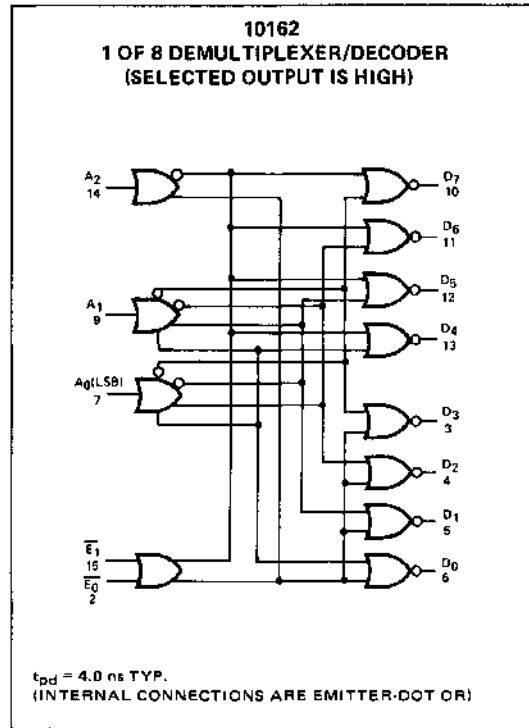 10162
1 OF 8 DEMULTIPLEXER/DECODER
(SELECTED OUTPUT IS HIGH)
A2
14
D7
10
D6
11
D5
12
A1
9
D4
13
A0(LSB)
7
D3
3
D2
4
D1
5
E1
15
E0
2
D0
6
tpd = 4.0 ns TYP.
(INTERNAL CONNECTIONS ARE EMITTER-DOT OR)